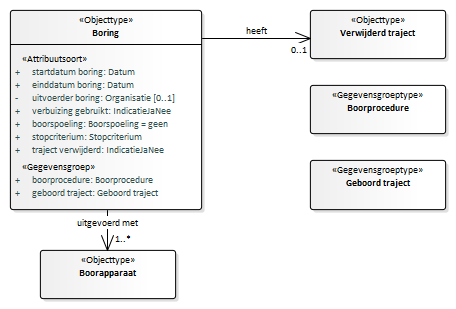 «Objecttype»
Boring
«Attribuutsoort»
+ startdatum boring: Datum
+ einddatum boring: Datum
- uitvoerder boring: Organisatie [0..1]
+ verbuizing gebruikt: IndicatieJaNee
+ boorspoeling: Boorspoeling = geen
+ stopcriterium: Stopcriterium
+ traject verwijderd: IndicatieJaNee
«Gegevensgroep»
+ boorprocedure: Boorprocedure
+ geboord traject: Geboord traject
heeft
0..1
«Objecttype»
Verwijderd traject
«Gegevensgroeptype»
Boorprocedure
«Gegevensgroeptype»
Geboord traject
uitgevoerd met
1..*
«Objecttype»
Boorapparaat